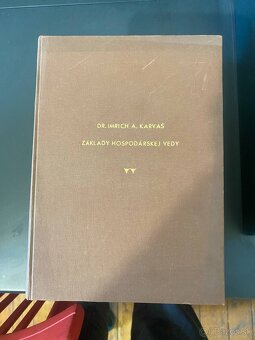 DR. IMRICH A. KARVAŠ
ZÁKLADY HOSPODÁRSKEJ VEDY